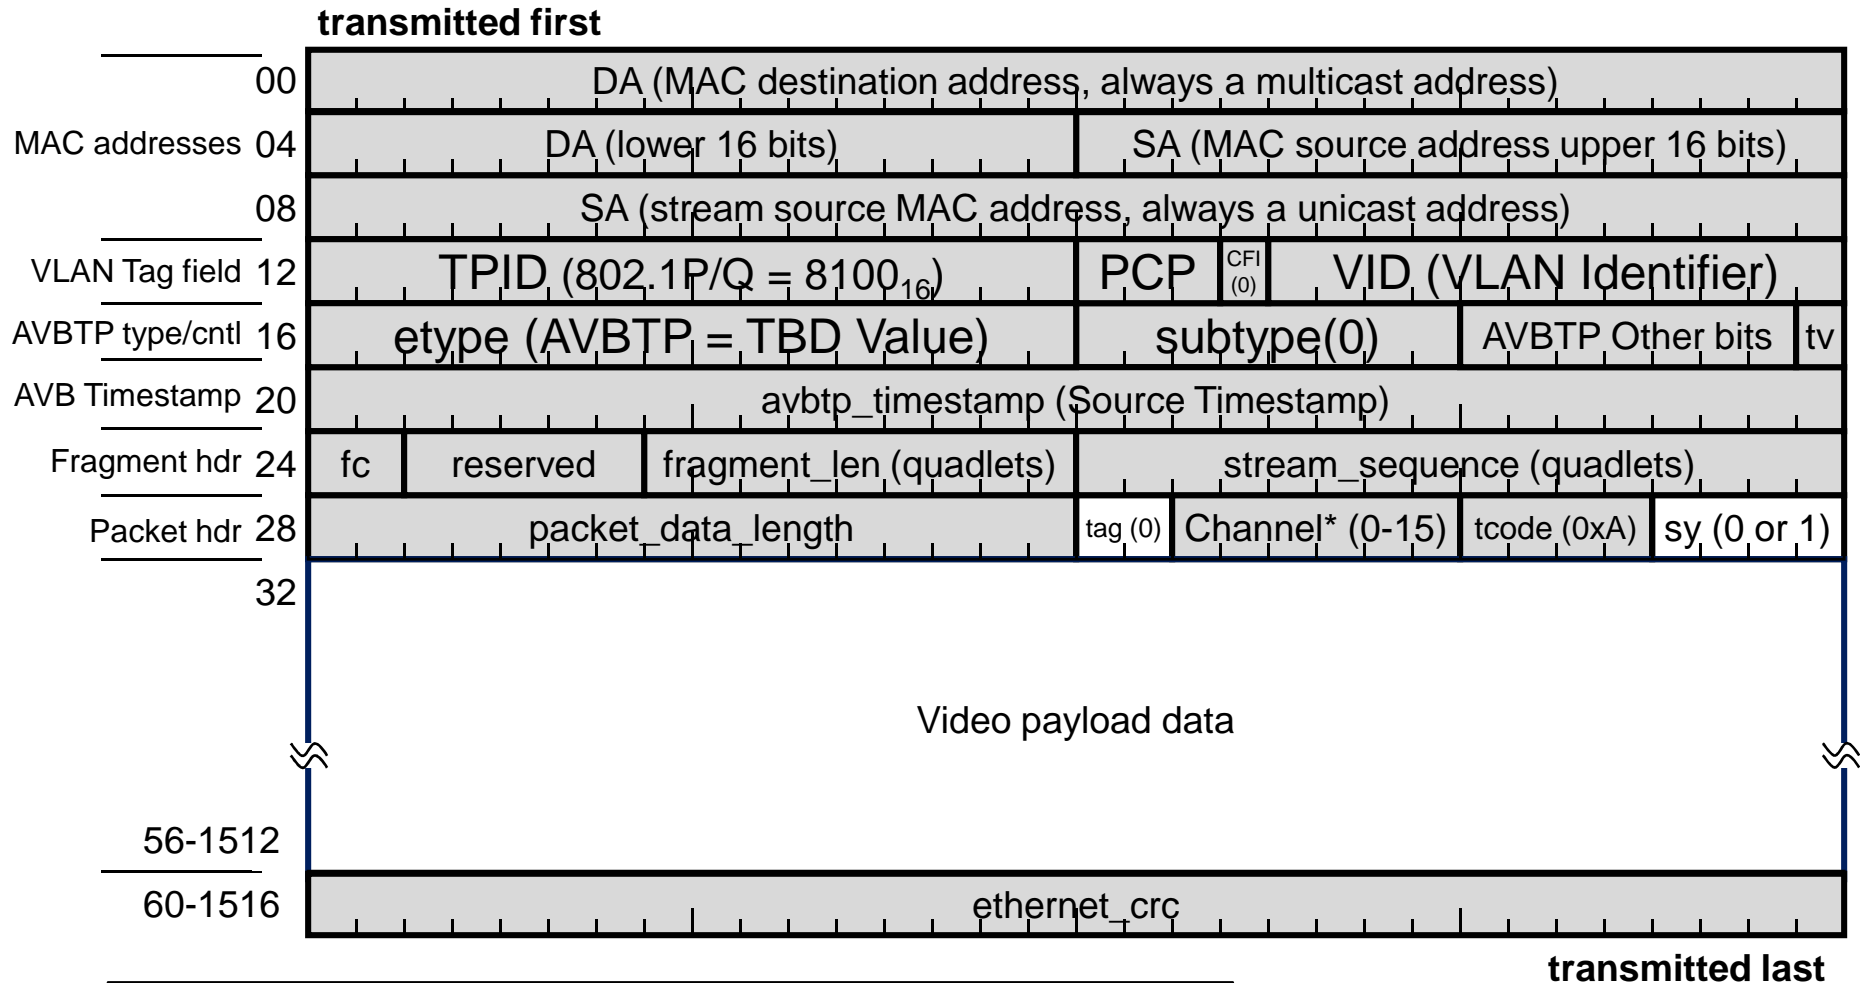 transmitted first
00 DA (MAC destination address, always a multicast address)
MAC addresses 04 DA (lower 16 bits) SA (MAC source address upper 16 bits)
08 SA (stream source MAC address, always a unicast address)
VLAN Tag field 12 TPID (802.1P/Q = 8100₁₆) PCP CFI (0) VID (VLAN Identifier)
AVBTP type/cntl 16 etype (AVBTP = TBD Value) subtype(0) AVBTP Other bits tv
AVB Timestamp 20 avbtp_timestamp (Source Timestamp)
Fragment hdr 24 fc reserved fragment_len (quadlets) stream_sequence (quadlets)
Packet hdr 28 packet_data_length tag (0) Channel* (0-15) tcode (0xA) sy (0 or 1)
32
Video payload data
56-1512
60-1516 ethernet_crc
transmitted last